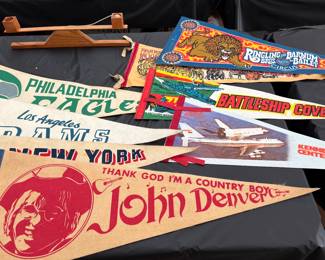 RINGLING BROS AND BARNUM & BAILEY
CIRCUS
PHILADELPHIA
EAGLES
BATTLESHIP COVE
Los Angeles
RAMS
NEW YORK
KENNEDY
CENTER
THANK GOD I'M A COUNTRY BOY
John Denver